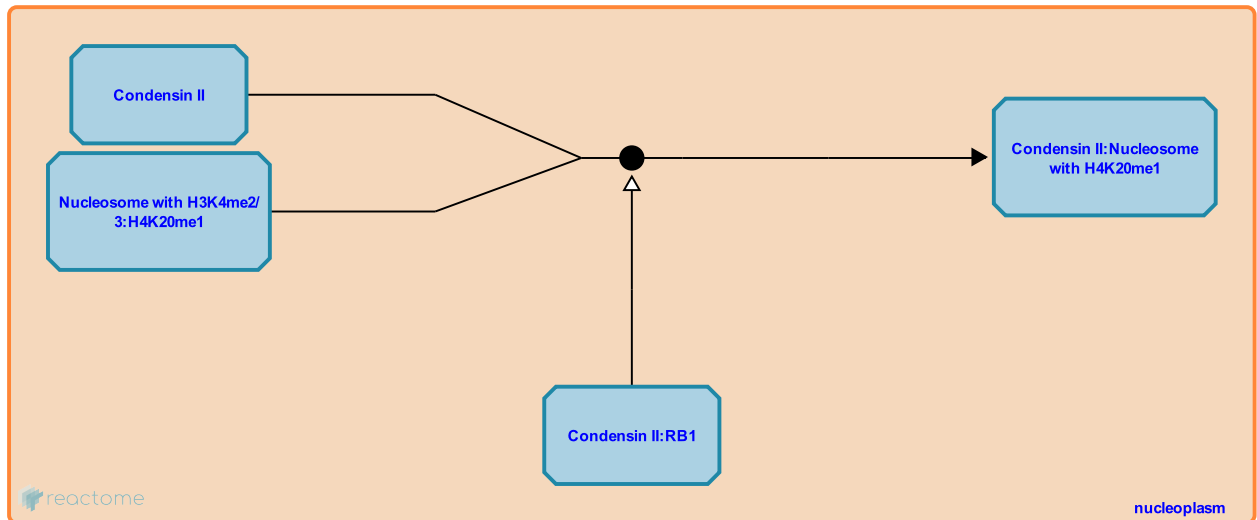 Condensin II
Nucleosome with H3K4me2/
3:H4K20me1
Condensin II:Nucleosome
with H4K20me1
Condensin II:RB1
reactome
nucleoplasm